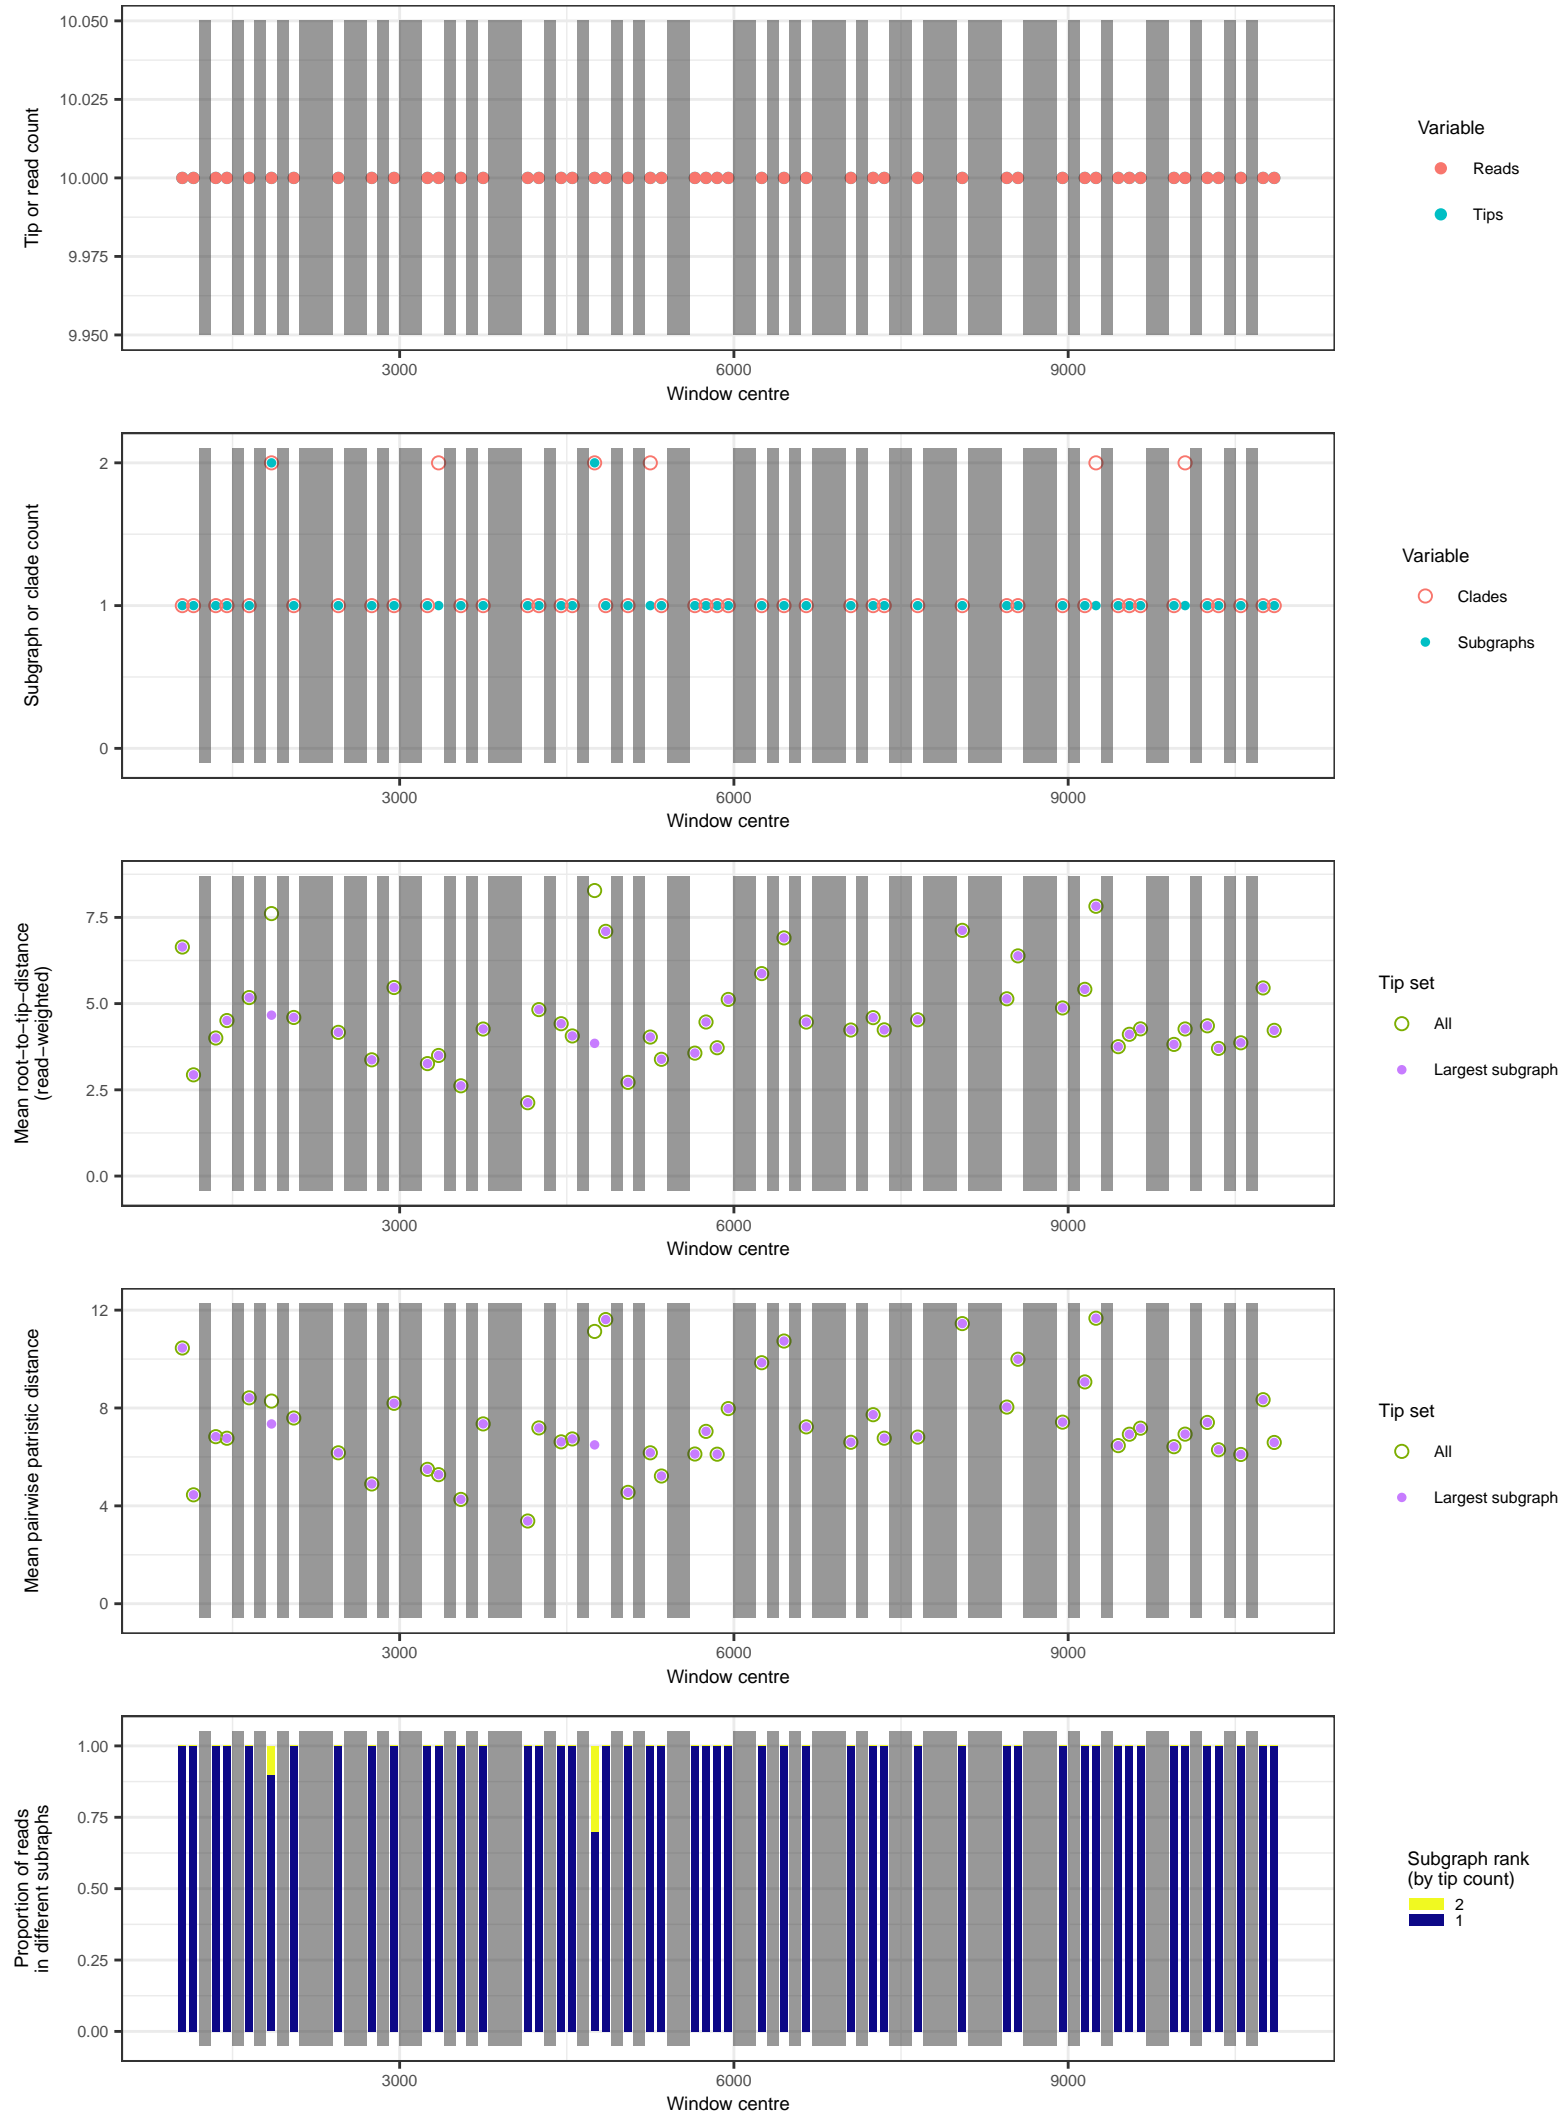 10.050
10.025
10.000
9.975
9.950
Tip or read count
3000
6000
9000
Window centre
Variable
Reads
Tips
2
1
0
Subgraph or clade count
3000
6000
9000
Window centre
Variable
Clades
Subgraphs
7.5
5.0
2.5
0.0
Mean root−to−tip−distance
(read−weighted)
3000
6000
9000
Window centre
Tip set
All
Largest subgraph
12
8
4
0
Mean pairwise patristic distance
3000
6000
9000
Window centre
Tip set
All
Largest subgraph
1.00
0.75
0.50
0.25
0.00
Proportion of reads
in different subraphs
3000
6000
9000
Window centre
Subgraph rank
(by tip count)
2
1